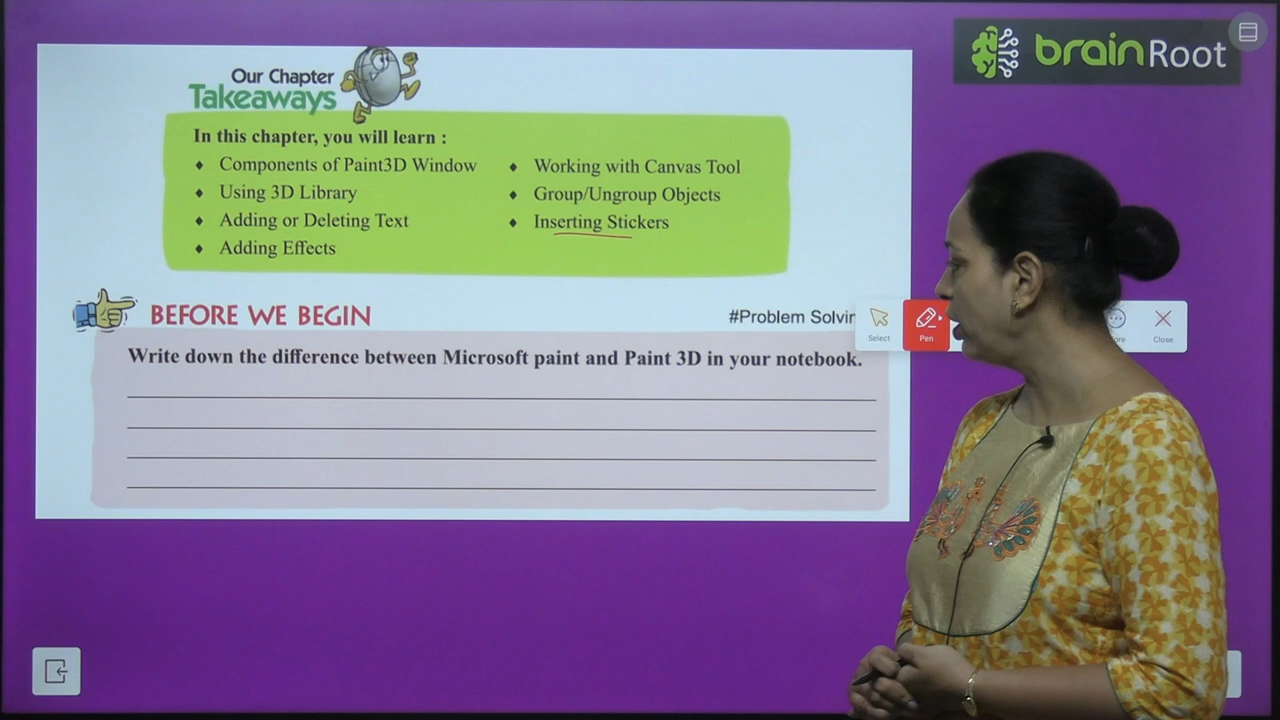 brainRoot
Our Chapter
Takeaways
In this chapter, you will learn :
Components of Paint3D Window
Using 3D Library
Adding or Deleting Text
Adding Effects
Working with Canvas Tool
Group/Ungroup Objects
Inserting Stickers
BEFORE WE BEGIN
#Problem Solvin
Write down the difference between Microsoft paint and Paint 3D in your notebook.
Select
Pen
Close